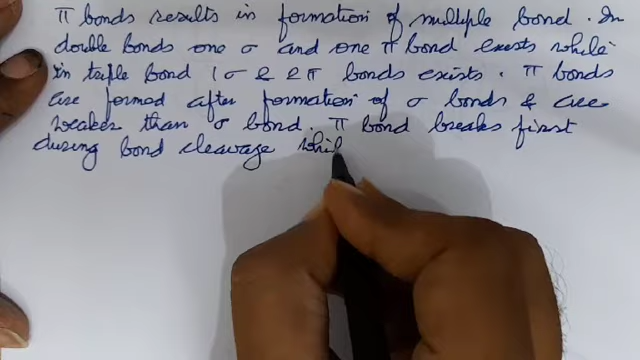 π bonds results in formation of multiple bond. In
double bonds one σ and one π bond exists while
in triple bond 1σ & 2π bonds exists. π bonds
are formed after formation of σ bonds & are
weaker than σ bond. π bond breaks first
during bond cleavage whil